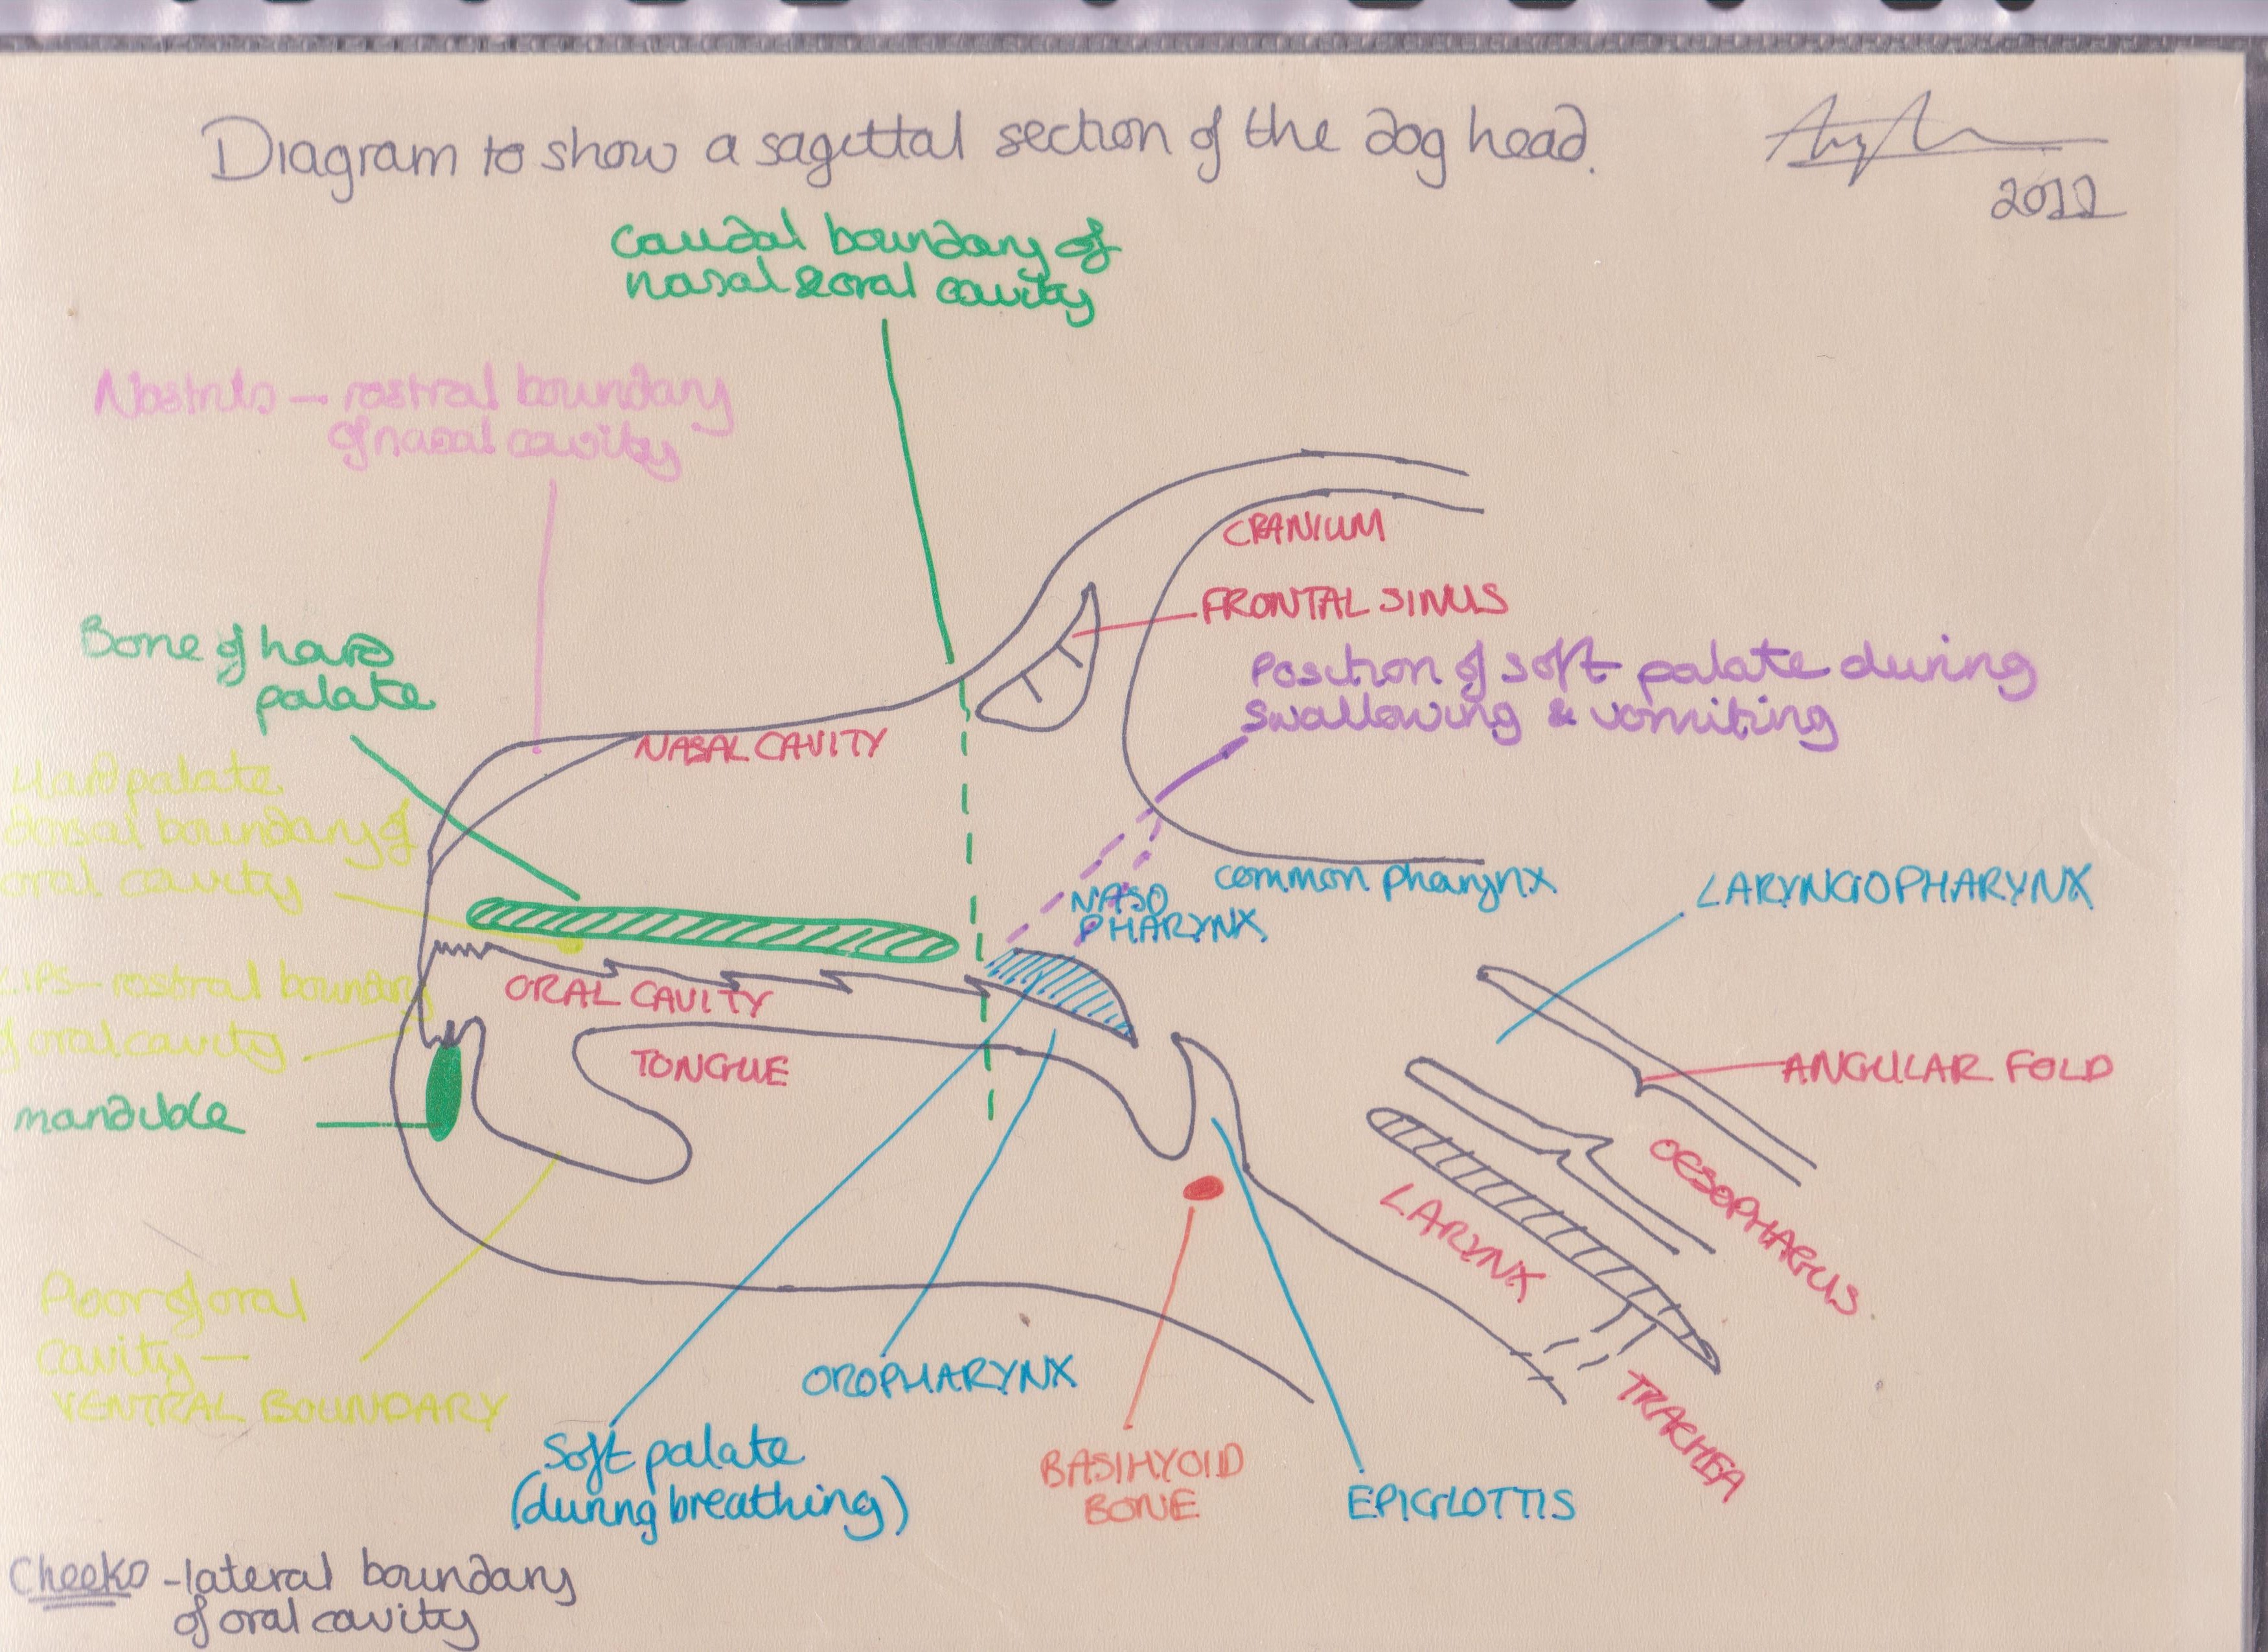 Diagram to show a sagittal section of the dog head.
2011
caudal boundary of
nasal & oral cavity
Nostrils — rostral boundary
of nasal cavity
CRANIUM
FRONTAL SINUS
Bone of hard
palate
Position of soft palate during
swallowing & vomiting
NASAL CAVITY
Hard palate
dorsal boundary of
oral cavity
NASO
PHARYNX
common pharynx
LARYNGOPHARYNX
LIPS — rostral boundary
of oral cavity
ORAL CAVITY
TONGUE
ANGULAR FOLD
mandible
OESOPHAGUS
LARYNX
Floor of oral
cavity —
VENTRAL BOUNDARY
OROPHARYNX
TRACHEA
Soft palate
(during breathing)
BASIHYOID
BONE
EPIGLOTTIS
Cheeks - lateral boundary
of oral cavity